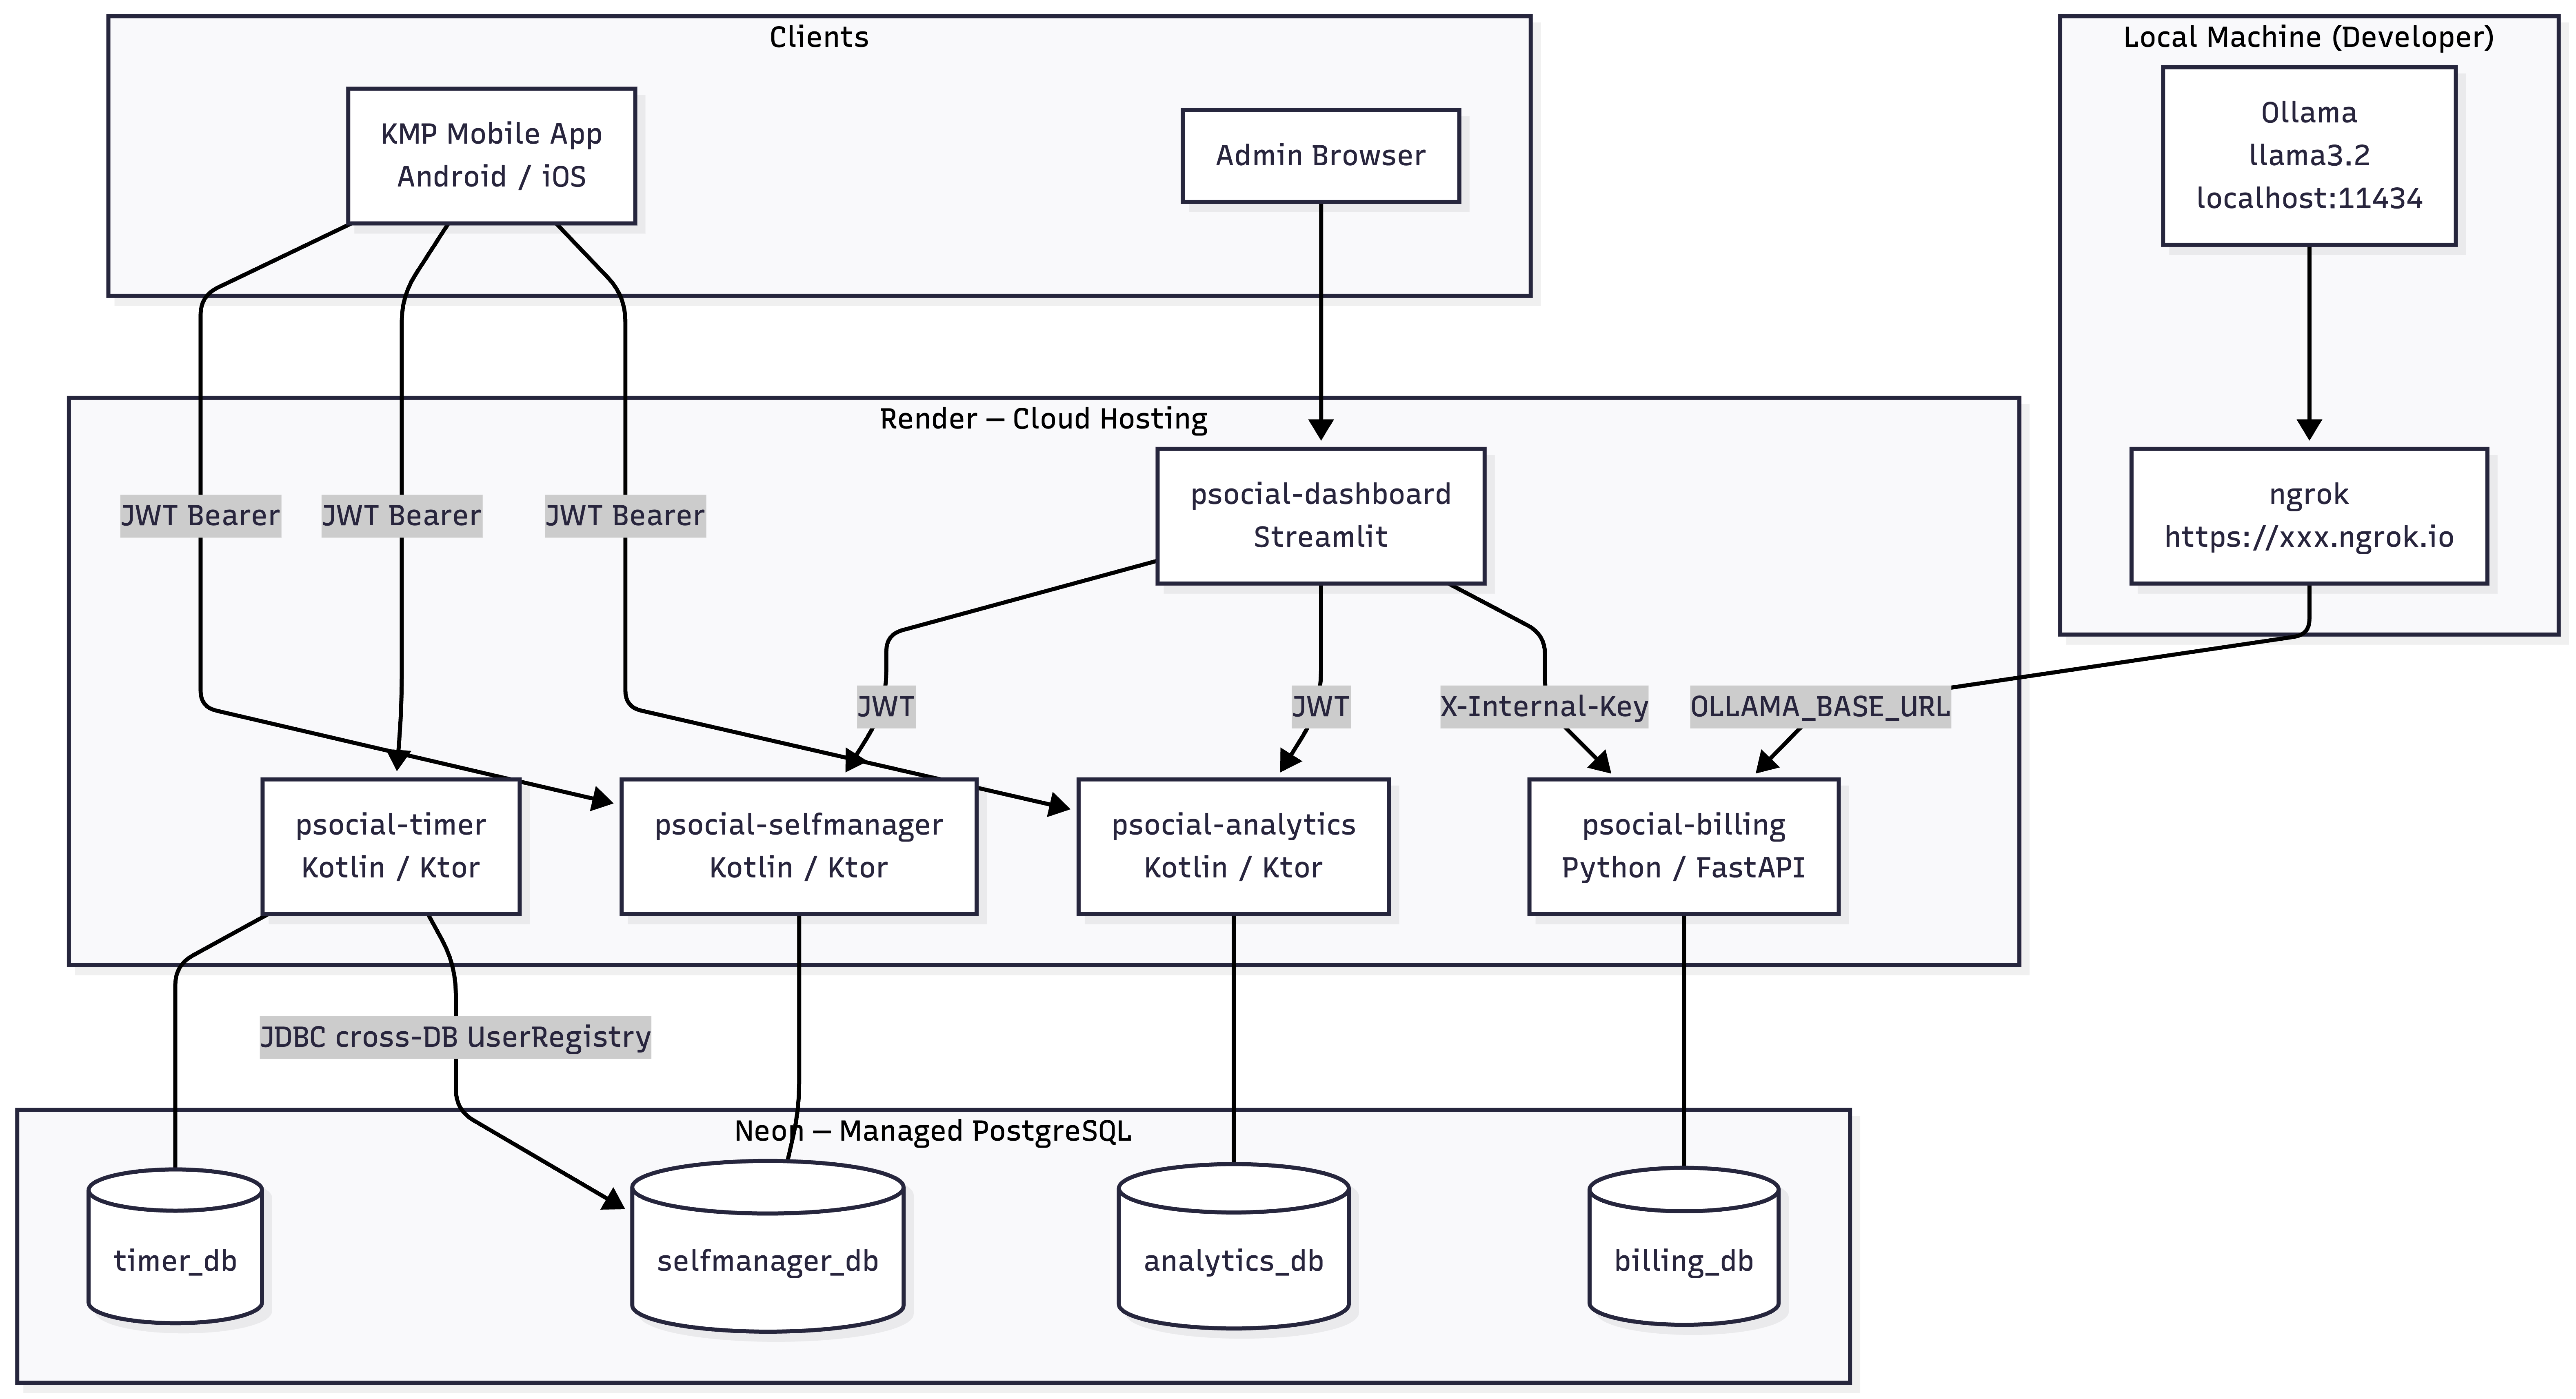 Clients
KMP Mobile App
Android / iOS
Admin Browser
Local Machine (Developer)
Ollama
llama3.2
localhost:11434
ngrok
https://xxx.ngrok.io
Render – Cloud Hosting
psocial-dashboard
Streamlit
JWT Bearer
JWT Bearer
JWT Bearer
JWT
JWT
X-Internal-Key
OLLAMA_BASE_URL
psocial-timer
Kotlin / Ktor
psocial-selfmanager
Kotlin / Ktor
psocial-analytics
Kotlin / Ktor
psocial-billing
Python / FastAPI
JDBC cross-DB UserRegistry
Neon – Managed PostgreSQL
timer_db
selfmanager_db
analytics_db
billing_db